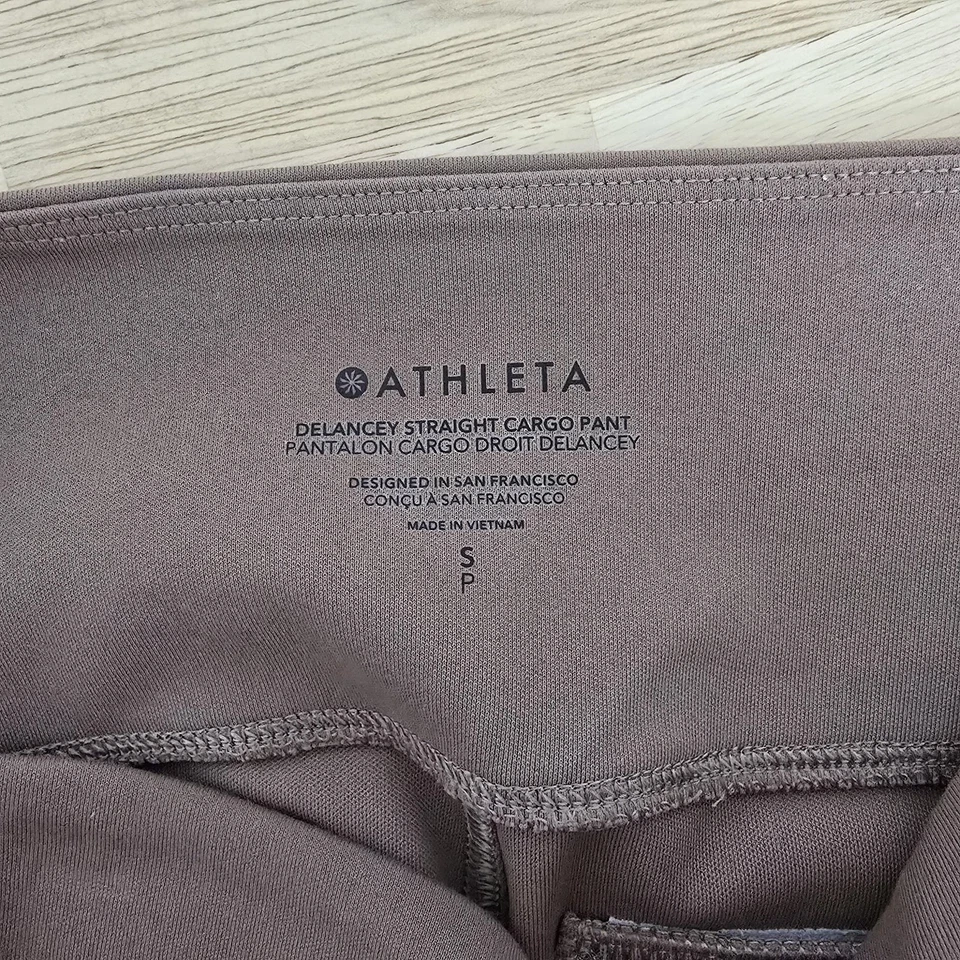 ATHLETA
DELANCEY STRAIGHT CARGO PANT
PANTALON CARGO DROIT DELANCEY
DESIGNED IN SAN FRANCISCO
CONÇU À SAN FRANCISCO
MADE IN VIETNAM
S
P